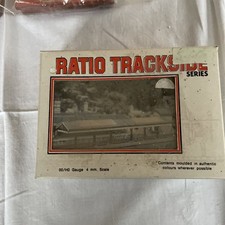 RATIO TRACKSIDE
SERIES
00/H0 Gauge 4 mm. Scale
Contents moulded in authentic
colours wherever possible